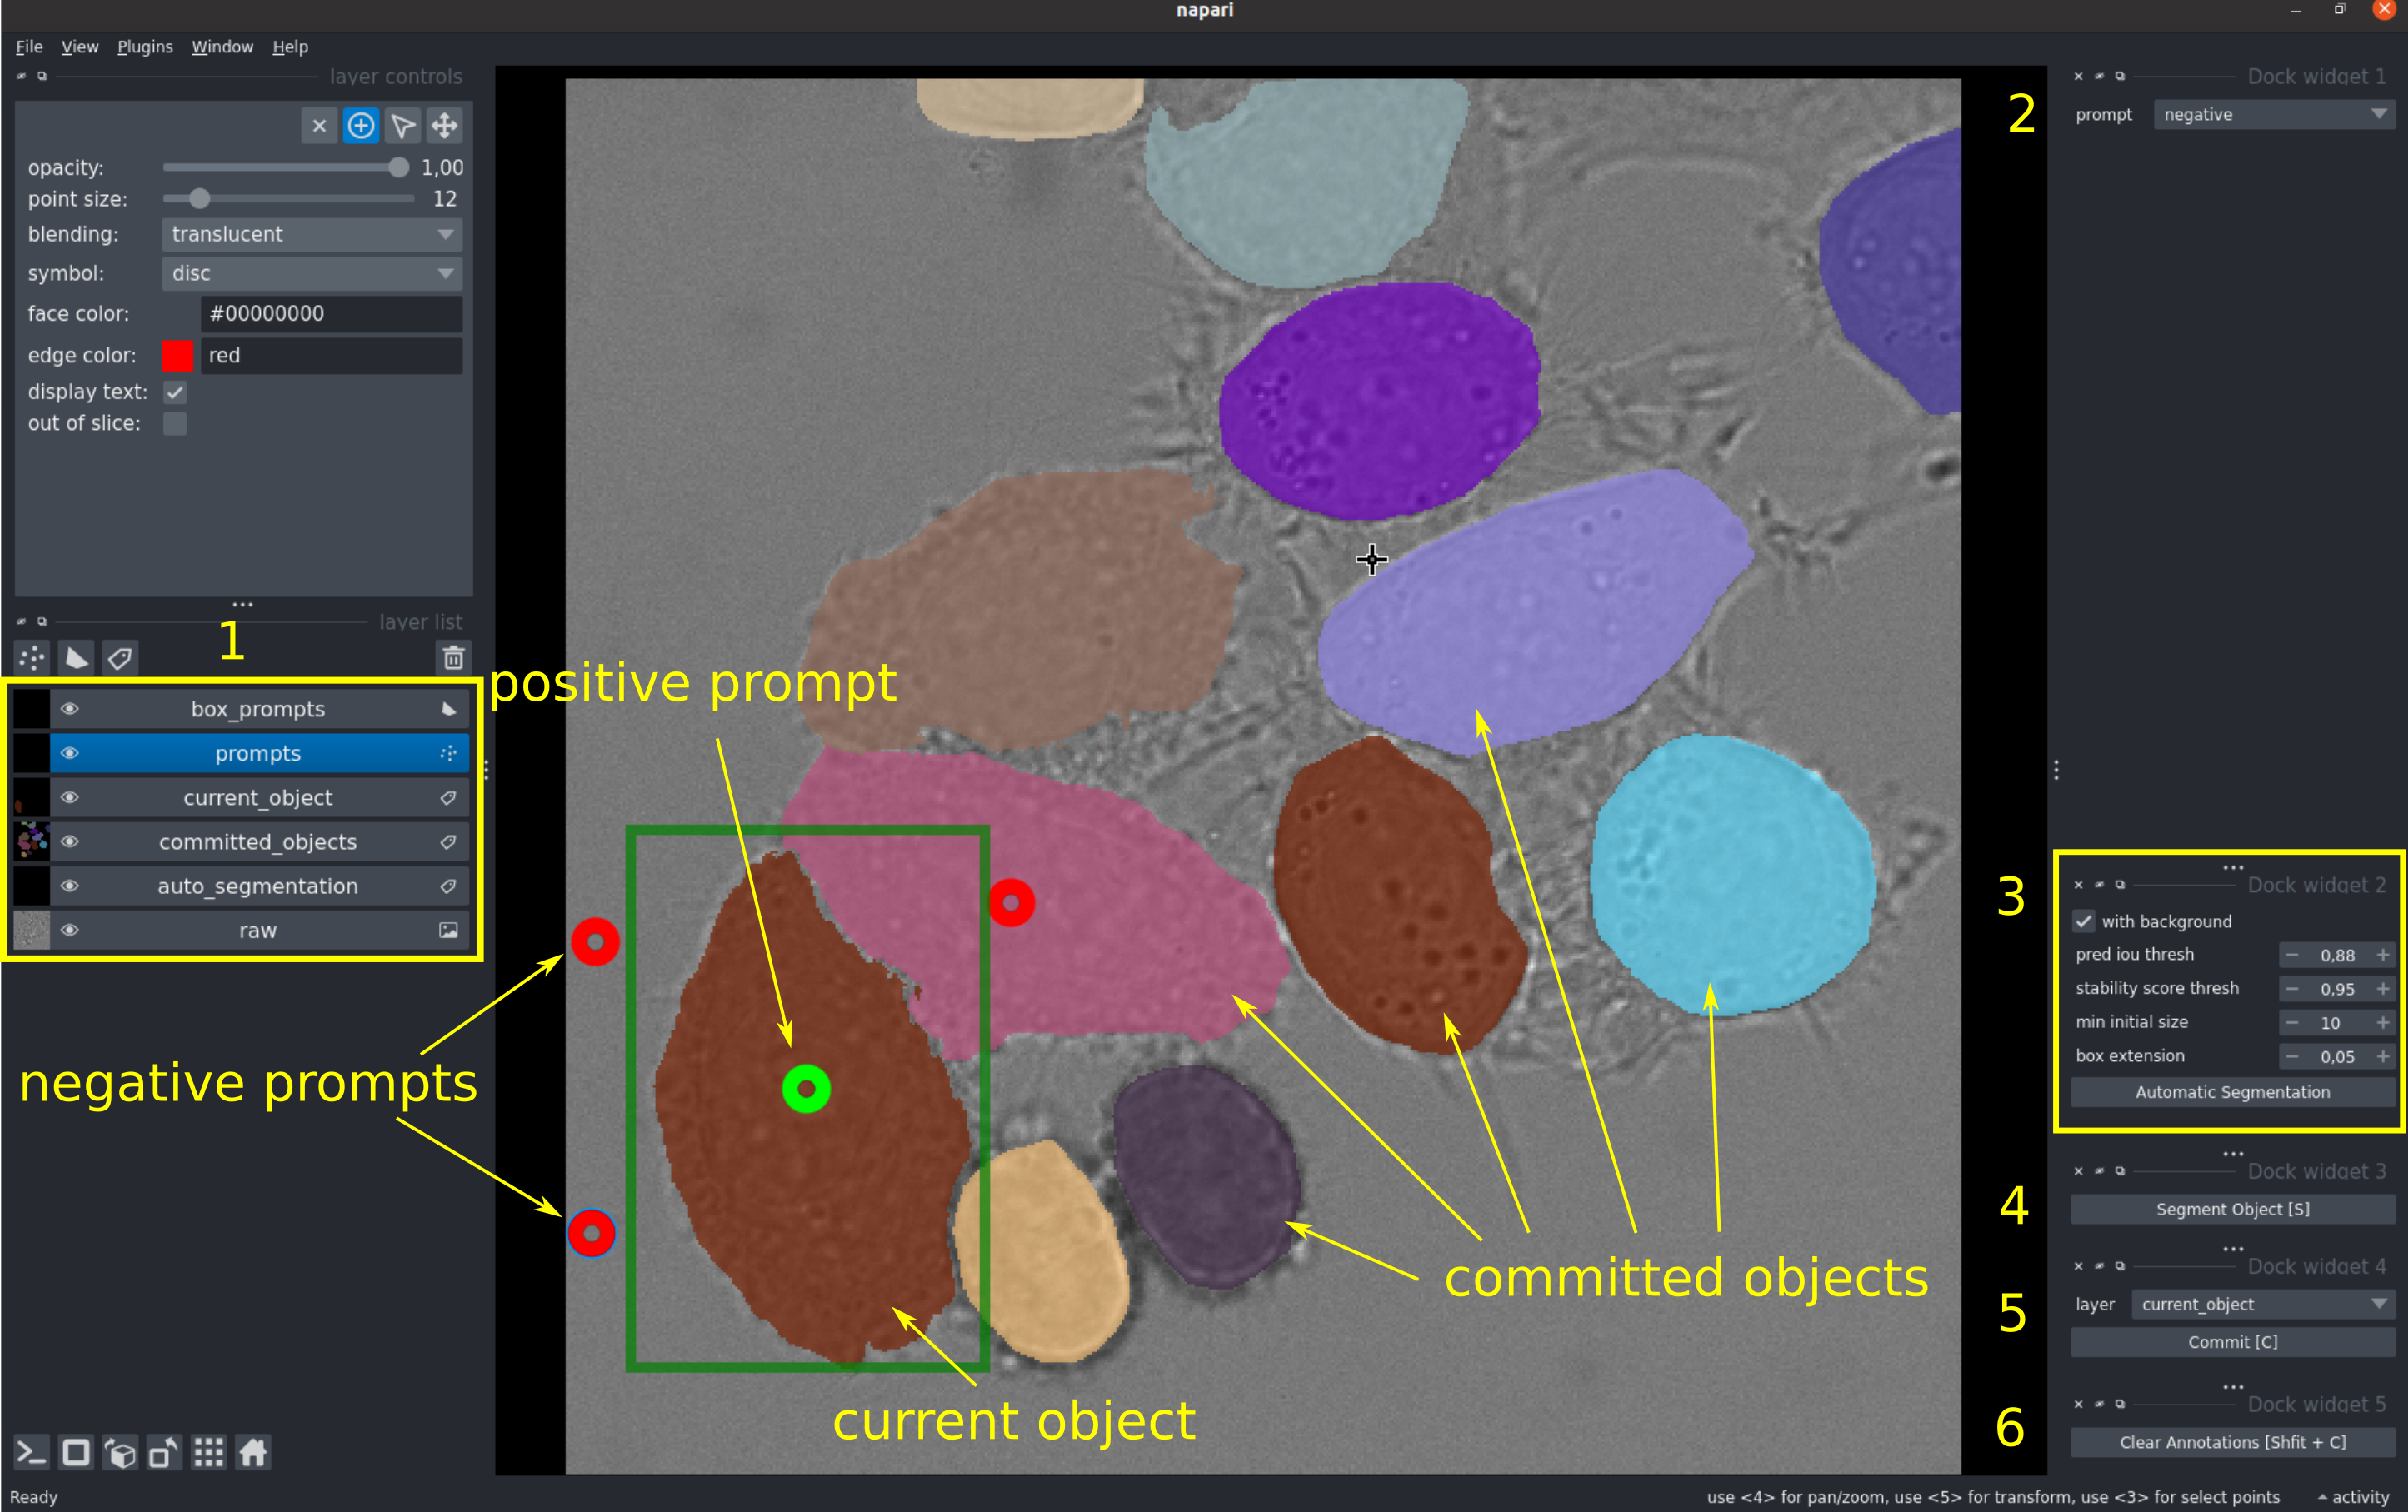 napari
File View Plugins Window Help
layer controls
opacity: 1,00
point size: 12
blending: translucent
symbol: disc
face color: #00000000
edge color: red
display text:
out of slice:
layer list
1
box_prompts
prompts
current_object
committed_objects
auto_segmentation
raw
positive prompt
negative prompts
committed objects
current object
2
Dock widget 1
prompt negative
3
Dock widget 2
with background
pred iou thresh 0,88
stability score thresh 0,95
min initial size 10
box extension 0,05
Automatic Segmentation
Dock widget 3
4
Segment Object [S]
Dock widget 4
5
layer current_object
Commit [C]
Dock widget 5
6
Clear Annotations [Shfit + C]
Ready
use <4> for pan/zoom, use <5> for transform, use <3> for select points
activity